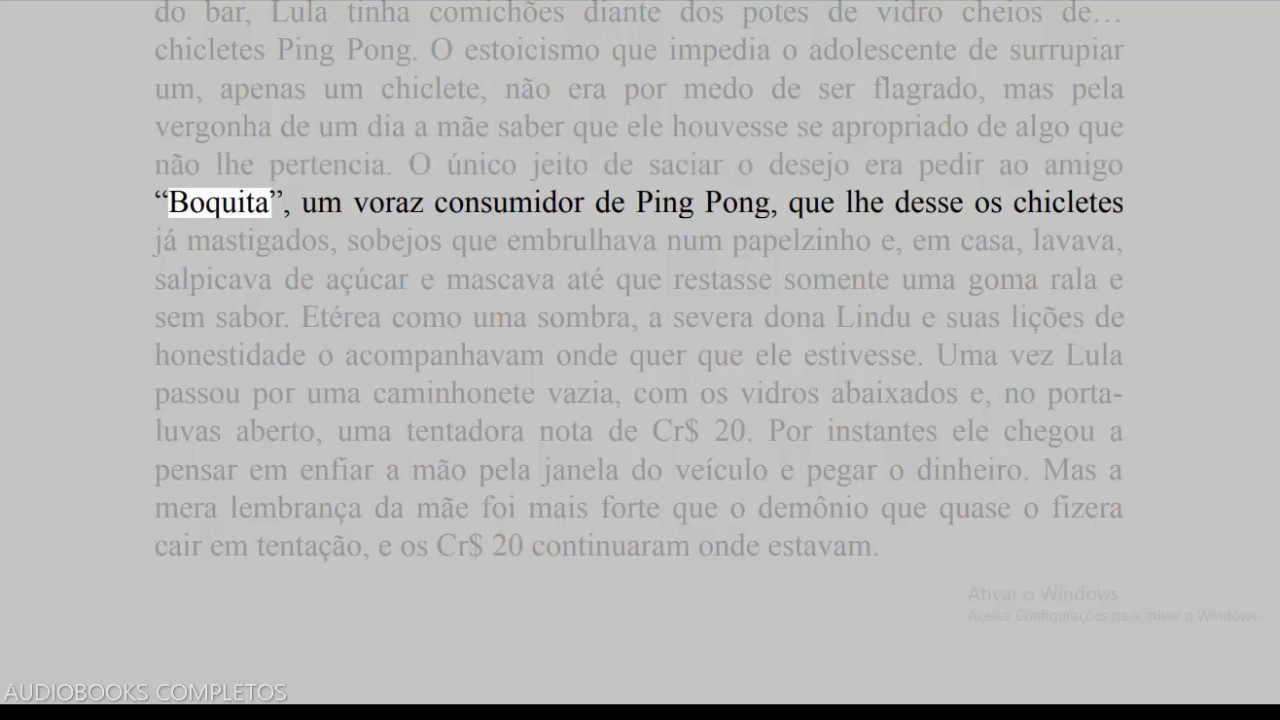 do bar, Lula tinha comichões diante dos potes de vidro cheios de…
chicletes Ping Pong. O estoicismo que impedia o adolescente de surrupiar
um, apenas um chiclete, não era por medo de ser flagrado, mas pela
vergonha de um dia a mãe saber que ele houvesse se apropriado de algo que
não lhe pertencia. O único jeito de saciar o desejo era pedir ao amigo
“Boquita”, um voraz consumidor de Ping Pong, que lhe desse os chicletes
já mastigados, sobejos que embrulhava num papelzinho e, em casa, lavava,
salpicava de açúcar e mascava até que restasse somente uma goma rala e
sem sabor. Etérea como uma sombra, a severa dona Lindu e suas lições de
honestidade o acompanhavam onde quer que ele estivesse. Uma vez Lula
passou por uma caminhonete vazia, com os vidros abaixados e, no porta-
luvas aberto, uma tentadora nota de Cr$ 20. Por instantes ele chegou a
pensar em enfiar a mão pela janela do veículo e pegar o dinheiro. Mas a
mera lembrança da mãe foi mais forte que o demônio que quase o fizera
cair em tentação, e os Cr$ 20 continuaram onde estavam.
Ativar o Windows
Acesse Configurações para ativar o Windows.
AUDIOBOOKS COMPLETOS